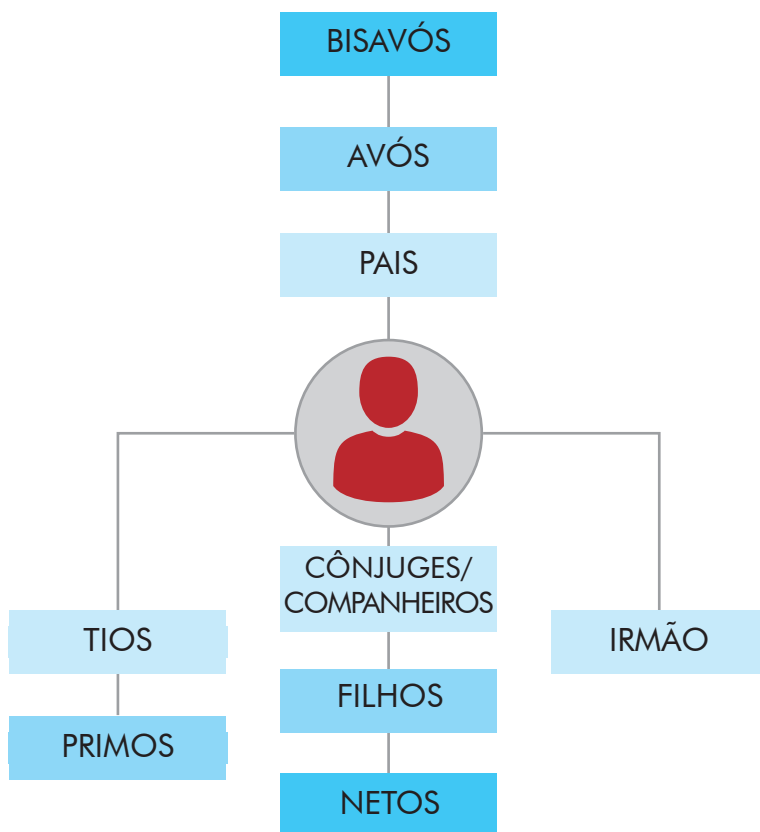 BISAVÓS
AVÓS
PAIS
CÔNJUGES/
COMPANHEIROS
TIOS
IRMÃO
FILHOS
PRIMOS
NETOS